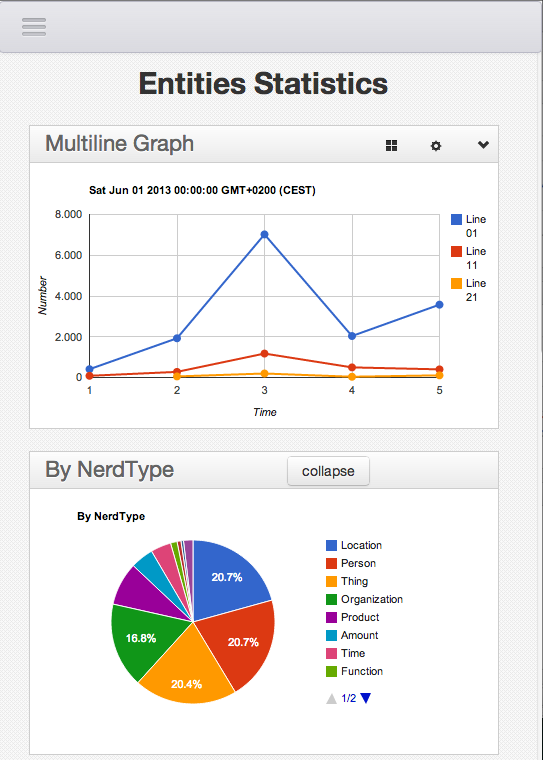 Entities Statistics
Multiline Graph
Sat Jun 01 2013 00:00:00 GMT+0200 (CEST)
8.000
6.000
4.000
2.000
0
Number
1 2 3 4 5
Time
Line
01
Line
11
Line
21
By NerdType
collapse
By NerdType
20.7%
20.7%
20.4%
16.8%
Location
Person
Thing
Organization
Product
Amount
Time
Function
1/2